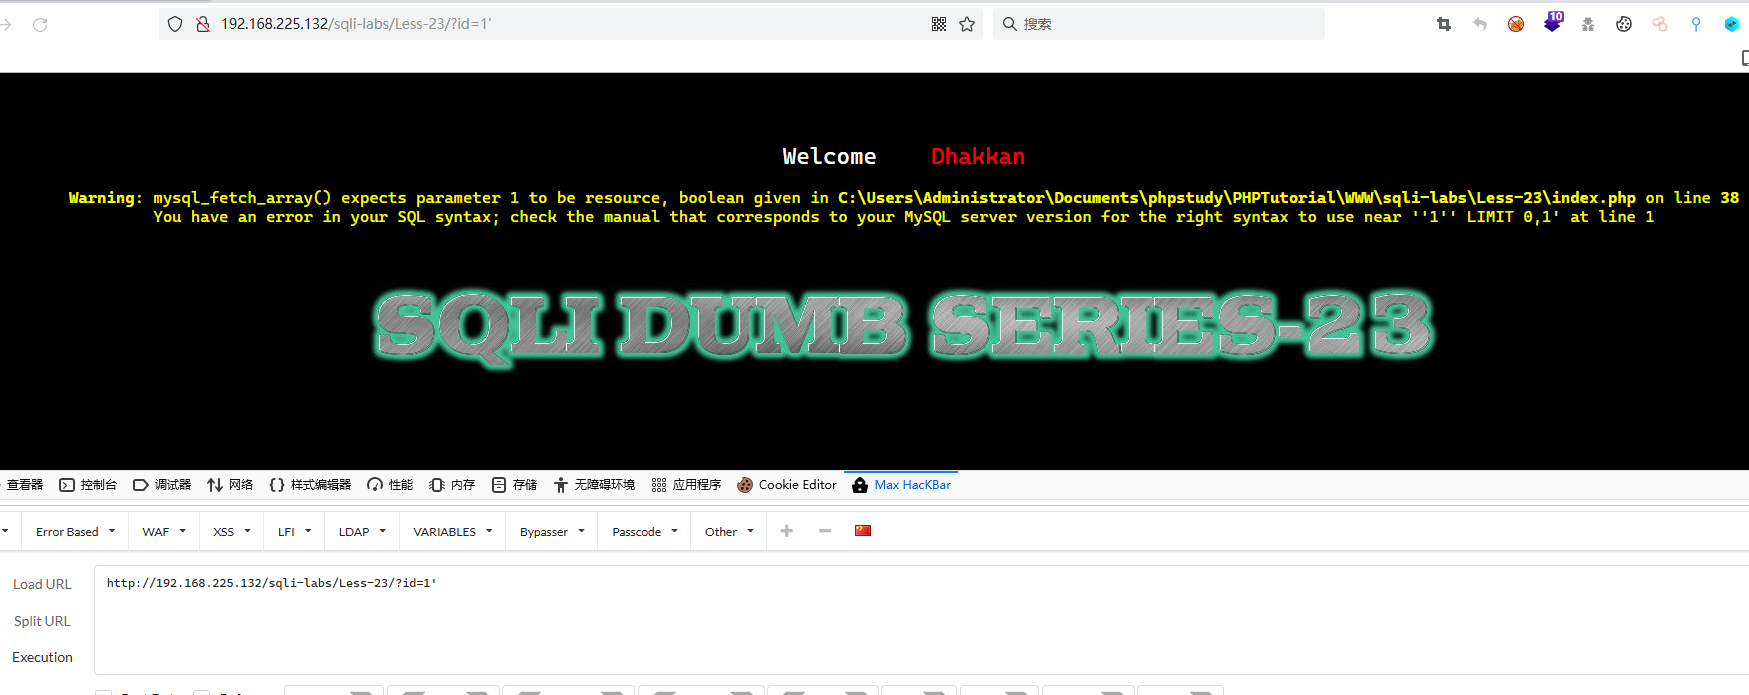 192.168.225.132/sqli-labs/Less-23/?id=1'
搜索
10
Welcome Dhakkan
Warning: mysql_fetch_array() expects parameter 1 to be resource, boolean given in C:\Users\Administrator\Documents\phpstudy\PHPTutorial\WWW\sqli-labs\Less-23\index.php on line 38
You have an error in your SQL syntax; check the manual that corresponds to your MySQL server version for the right syntax to use near ''1'' LIMIT 0,1' at line 1
SQLI DUMB SERIES-23
查看器 控制台 调试器 网络 样式编辑器 性能 内存 存储 无障碍环境 应用程序 Cookie Editor Max HacKBar
Error Based WAF XSS LFI LDAP VARIABLES Bypasser Passcode Other
Load URL
http://192.168.225.132/sqli-labs/Less-23/?id=1'
Split URL
Execution